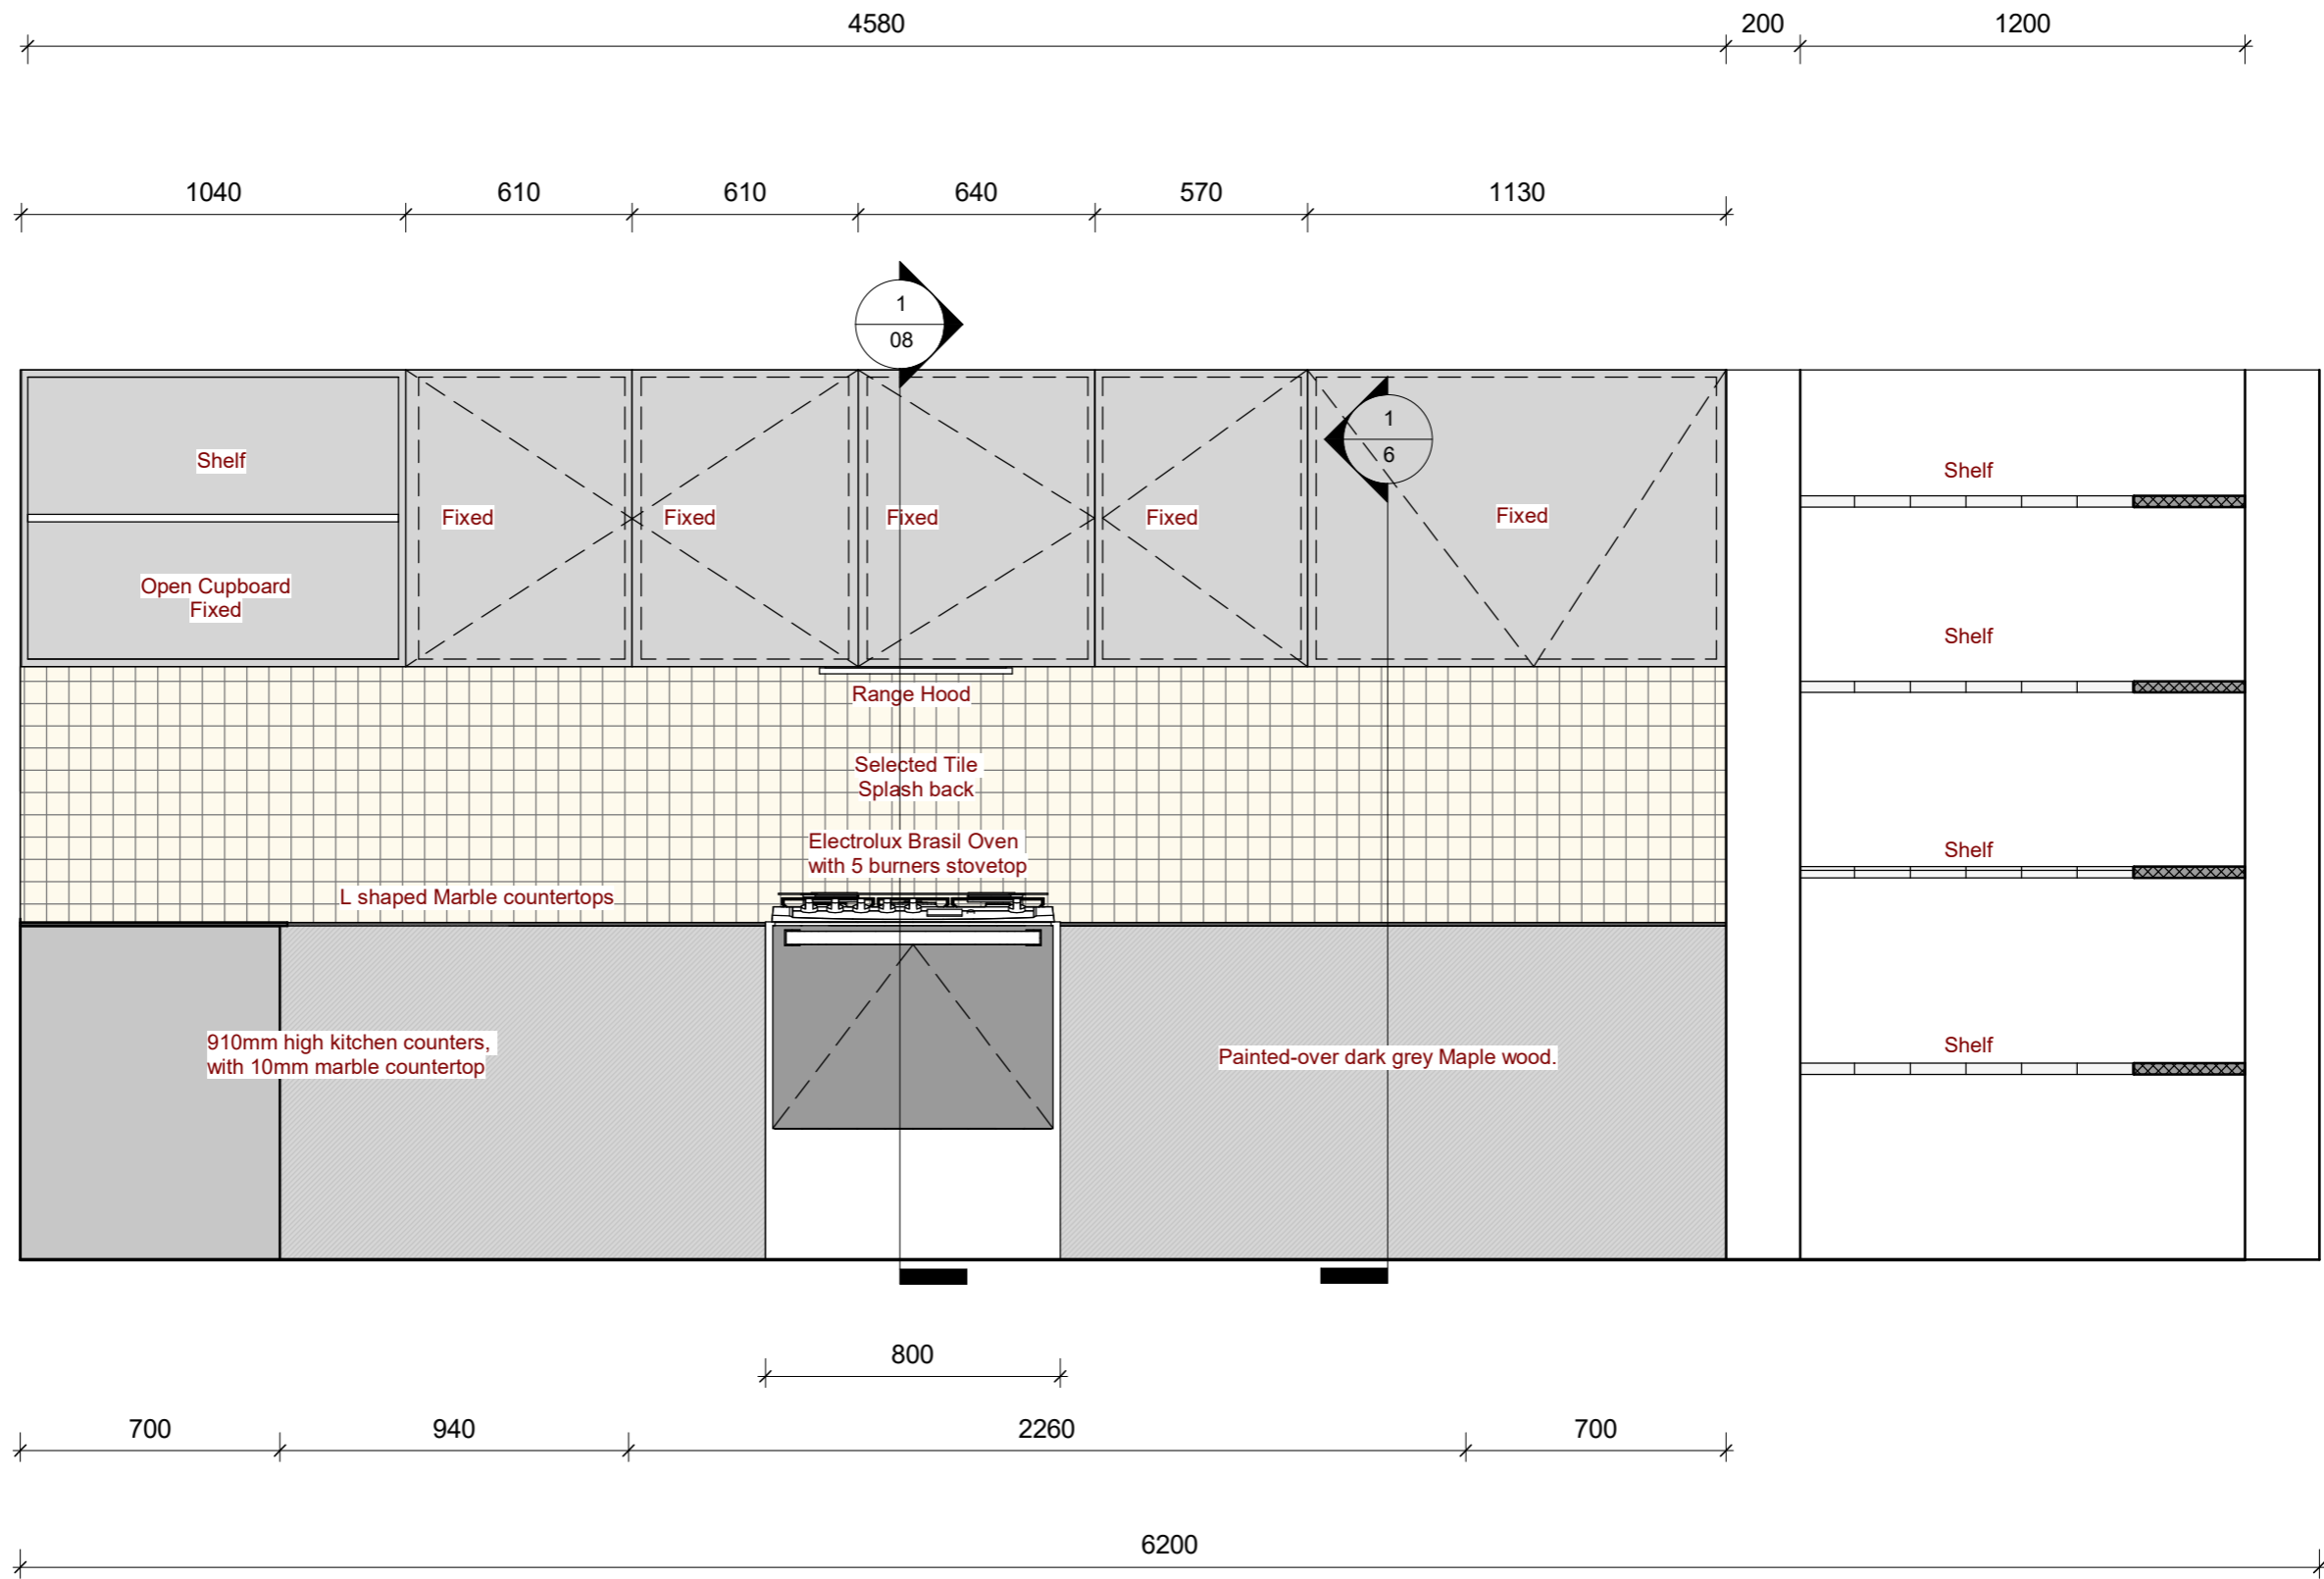 4580 200 1200
1040 610 610 640 570 1130
1
08
1
6
Shelf
Shelf
Fixed Fixed Fixed Fixed Fixed
Open Cupboard
Fixed
Shelf
Range Hood
Selected Tile
Splash back
Electrolux Brasil Oven
with 5 burners stovetop
Shelf
L shaped Marble countertops
910mm high kitchen counters,
with 10mm marble countertop
Painted-over dark grey Maple wood.
Shelf
800
700 940 2260 700
6200